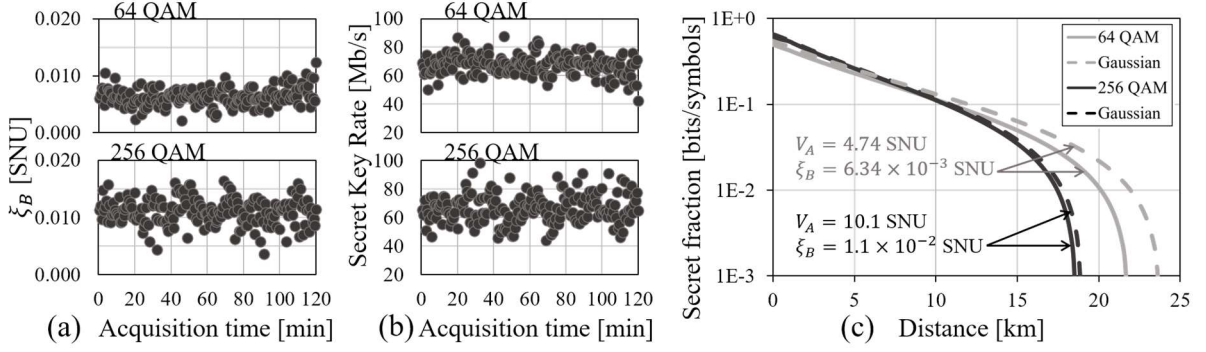 64 QAM
0.020
0.010
0.000
256 QAM
0.020
0.010
0.000
ξ_B [SNU]
0 20 40 60 80 100 120
(a) Acquisition time [min]
64 QAM
100
80
60
40
20
256 QAM
100
80
60
40
20
Secret Key Rate [Mb/s]
0 20 40 60 80 100 120
(b) Acquisition time [min]
1E+0
1E-1
1E-2
1E-3
Secret fraction [bits/symbols]
64 QAM
Gaussian
256 QAM
Gaussian
V_A = 4.74 SNU
ξ_B = 6.34 × 10⁻³ SNU
V_A = 10.1 SNU
ξ_B = 1.1 × 10⁻² SNU
0 5 10 15 20 25
(c) Distance [km]